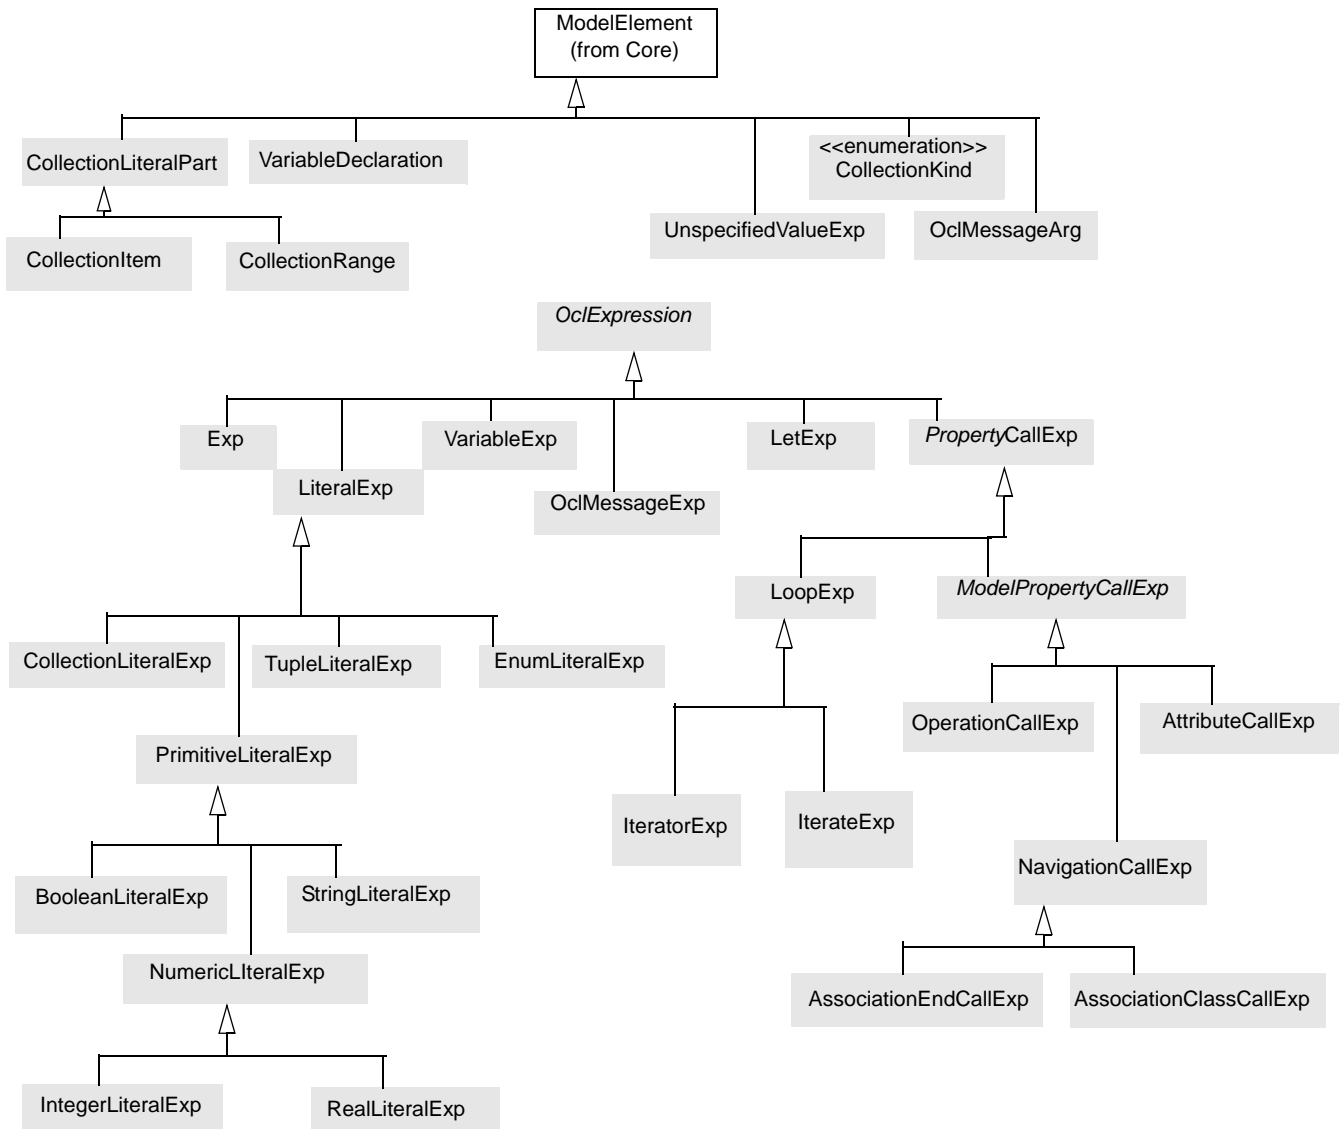 ModelElement
(from Core)
CollectionLiteralPart
VariableDeclaration
<<enumeration>>
CollectionKind
UnspecifiedValueExp
OclMessageArg
CollectionItem
CollectionRange
OclExpression
Exp
LiteralExp
VariableExp
OclMessageExp
LetExp
PropertyCallExp
LoopExp
ModelPropertyCallExp
CollectionLiteralExp
TupleLiteralExp
EnumLiteralExp
OperationCallExp
AttributeCallExp
PrimitiveLiteralExp
IteratorExp
IterateExp
NavigationCallExp
BooleanLiteralExp
StringLiteralExp
NumericLIteralExp
AssociationEndCallExp
AssociationClassCallExp
IntegerLiteralExp
RealLiteralExp